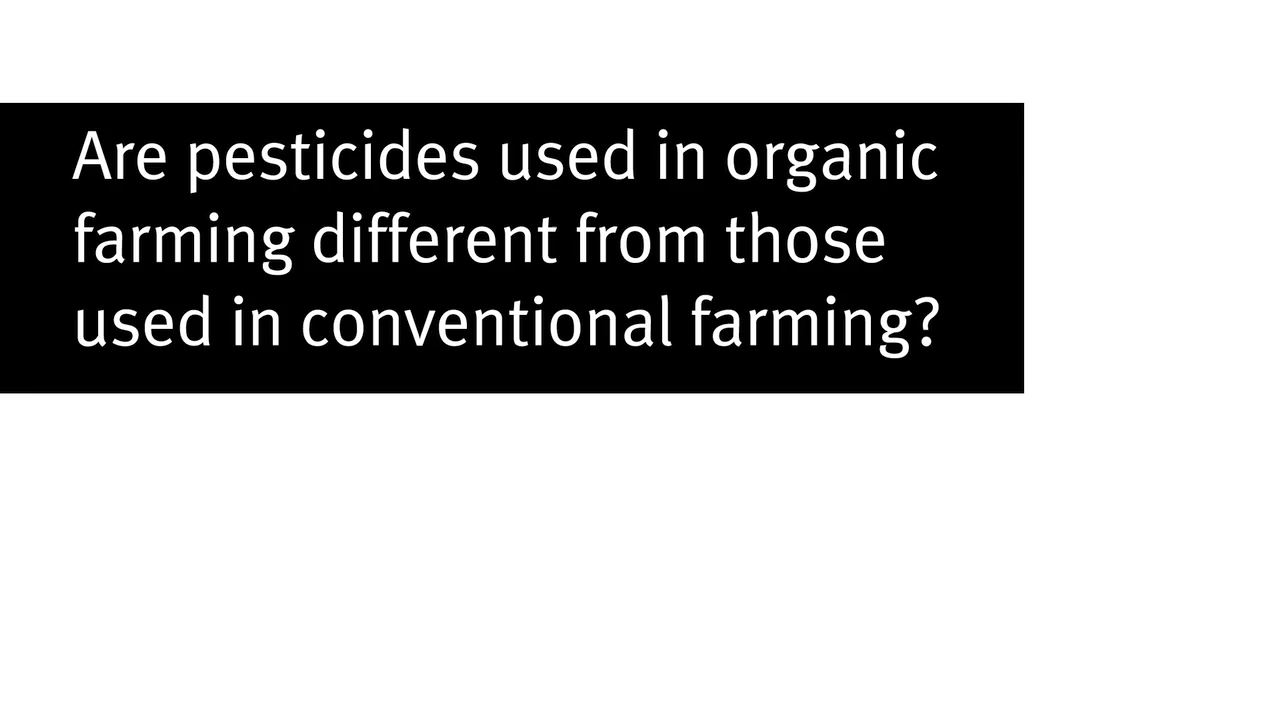 Are pesticides used in organic
farming different from those
used in conventional farming?